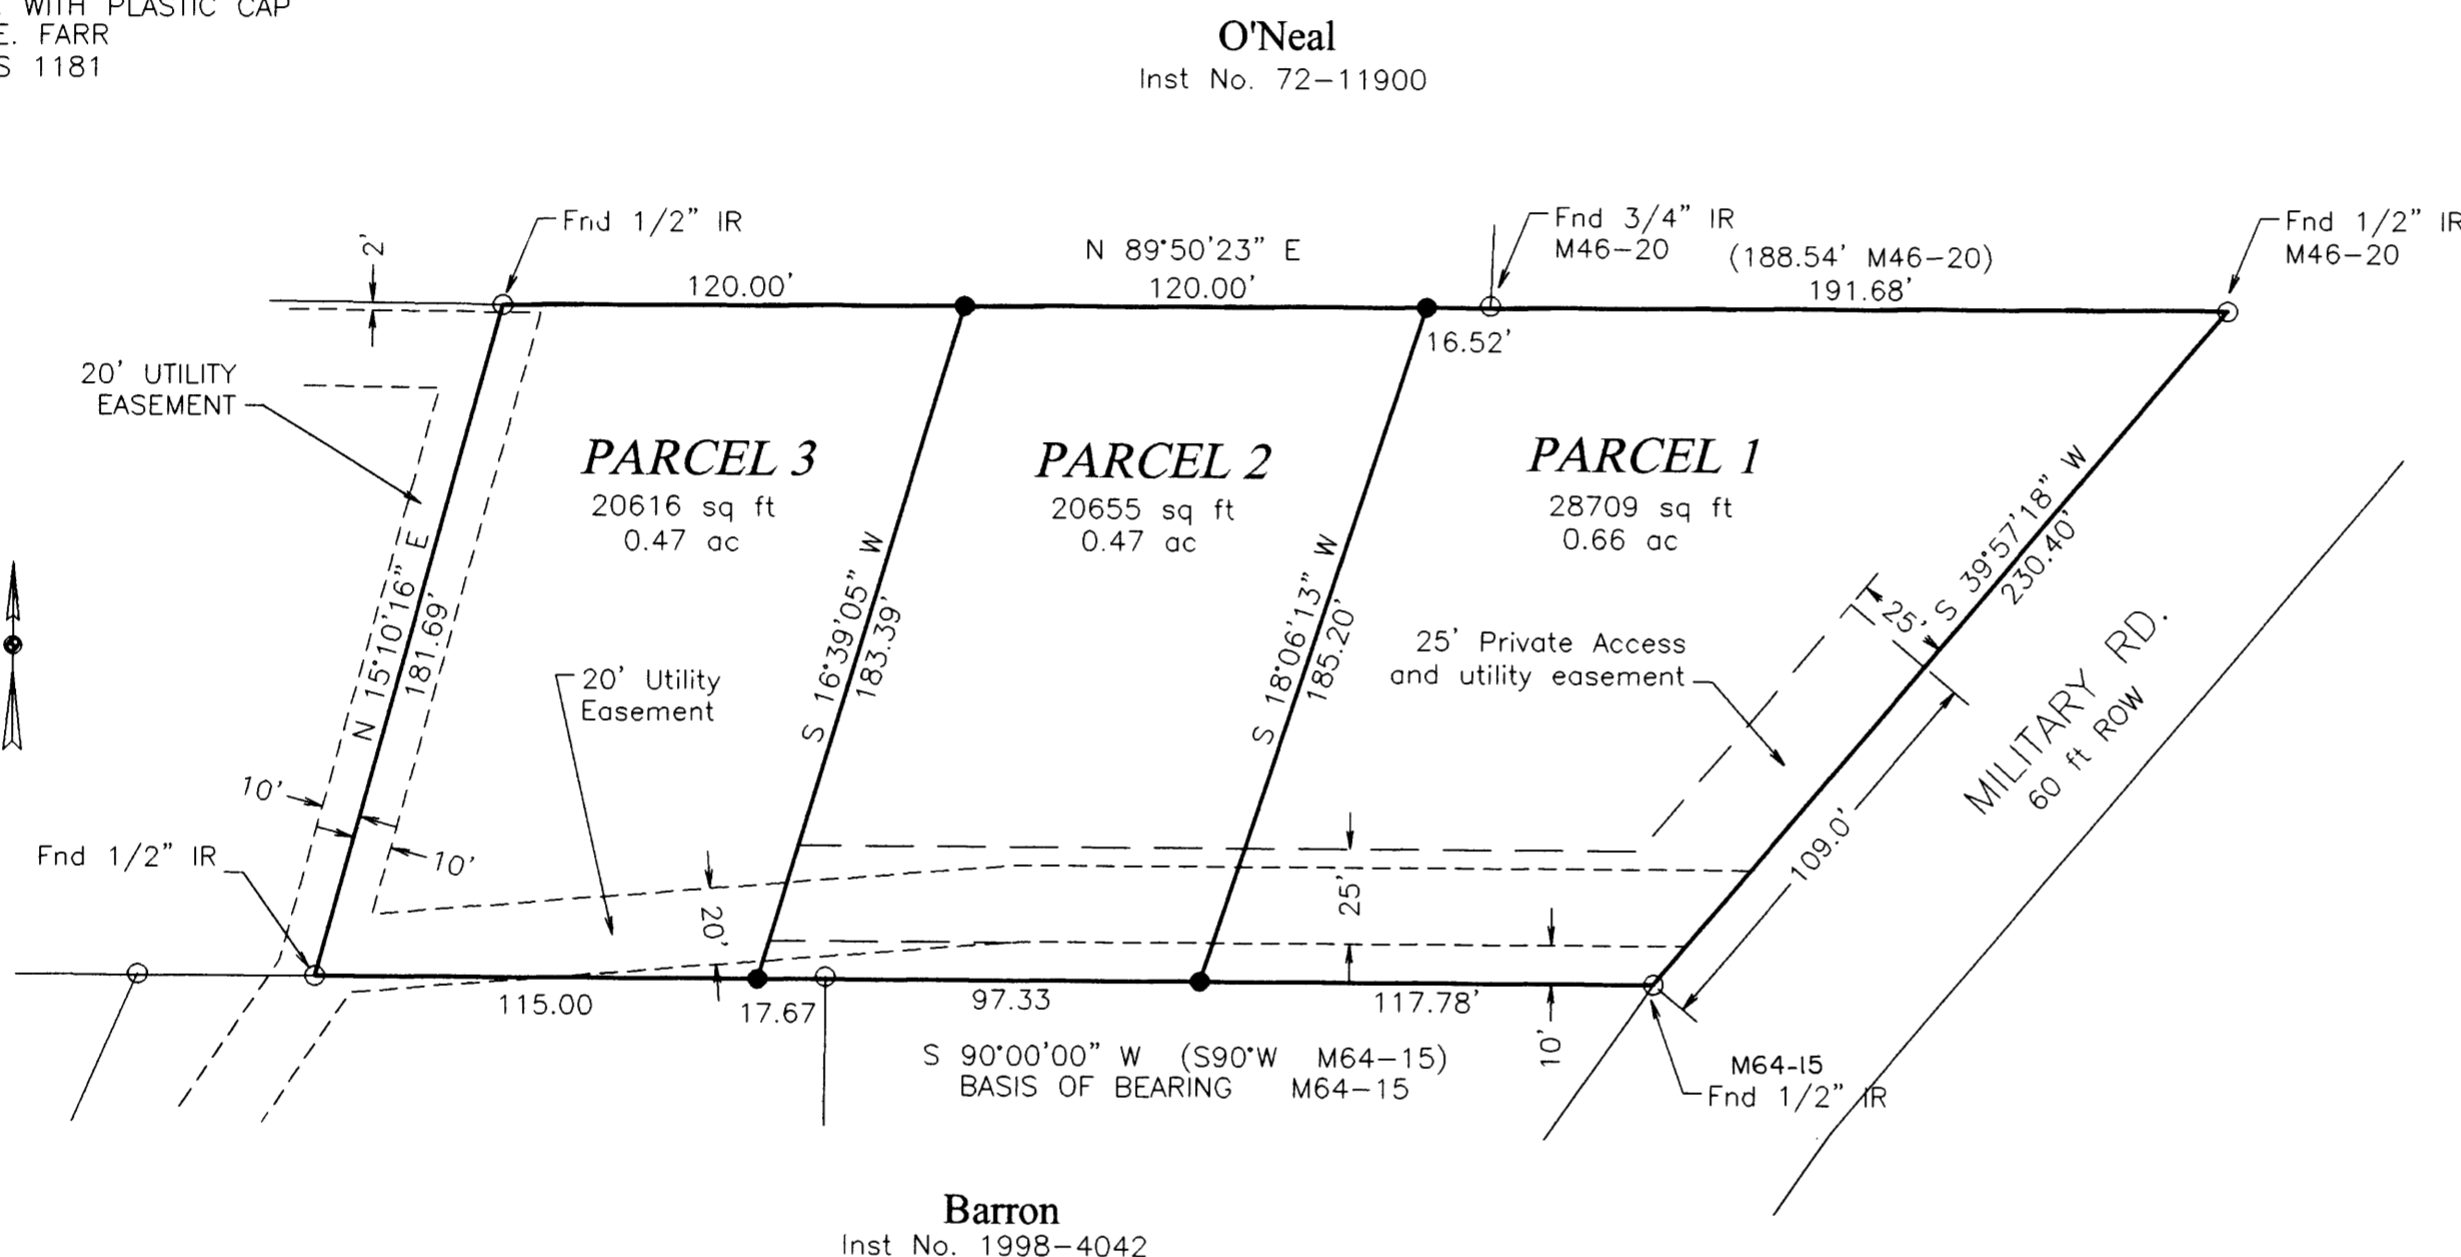 WITH PLASTIC CAP
E. FARR
S 1181
O'Neal
Inst No. 72-11900
2'
Fnd 1/2" IR
120.00'
N 89°50'23" E
120.00'
Fnd 3/4" IR
M46-20
(188.54' M46-20)
191.68'
Fnd 1/2" IR
M46-20
16.52'
20' UTILITY
EASEMENT
PARCEL 3
20616 sq ft
0.47 ac
PARCEL 2
20655 sq ft
0.47 ac
PARCEL 1
28709 sq ft
0.66 ac
N 15°10'16" E
181.69'
S 16°39'05" W
183.39'
S 18°06'13" W
185.20'
S 39°57'18" W
230.40'
25'
25' Private Access
and utility easement
MILITARY RD.
60 ft ROW
20' Utility
Easement
10'
10'
Fnd 1/2" IR
20'
25'
109.0'
115.00
17.67
97.33
117.78'
10'
S 90°00'00" W (S90°W M64-15)
BASIS OF BEARING M64-15
M64-15
Fnd 1/2" IR
Barron
Inst No. 1998-4042